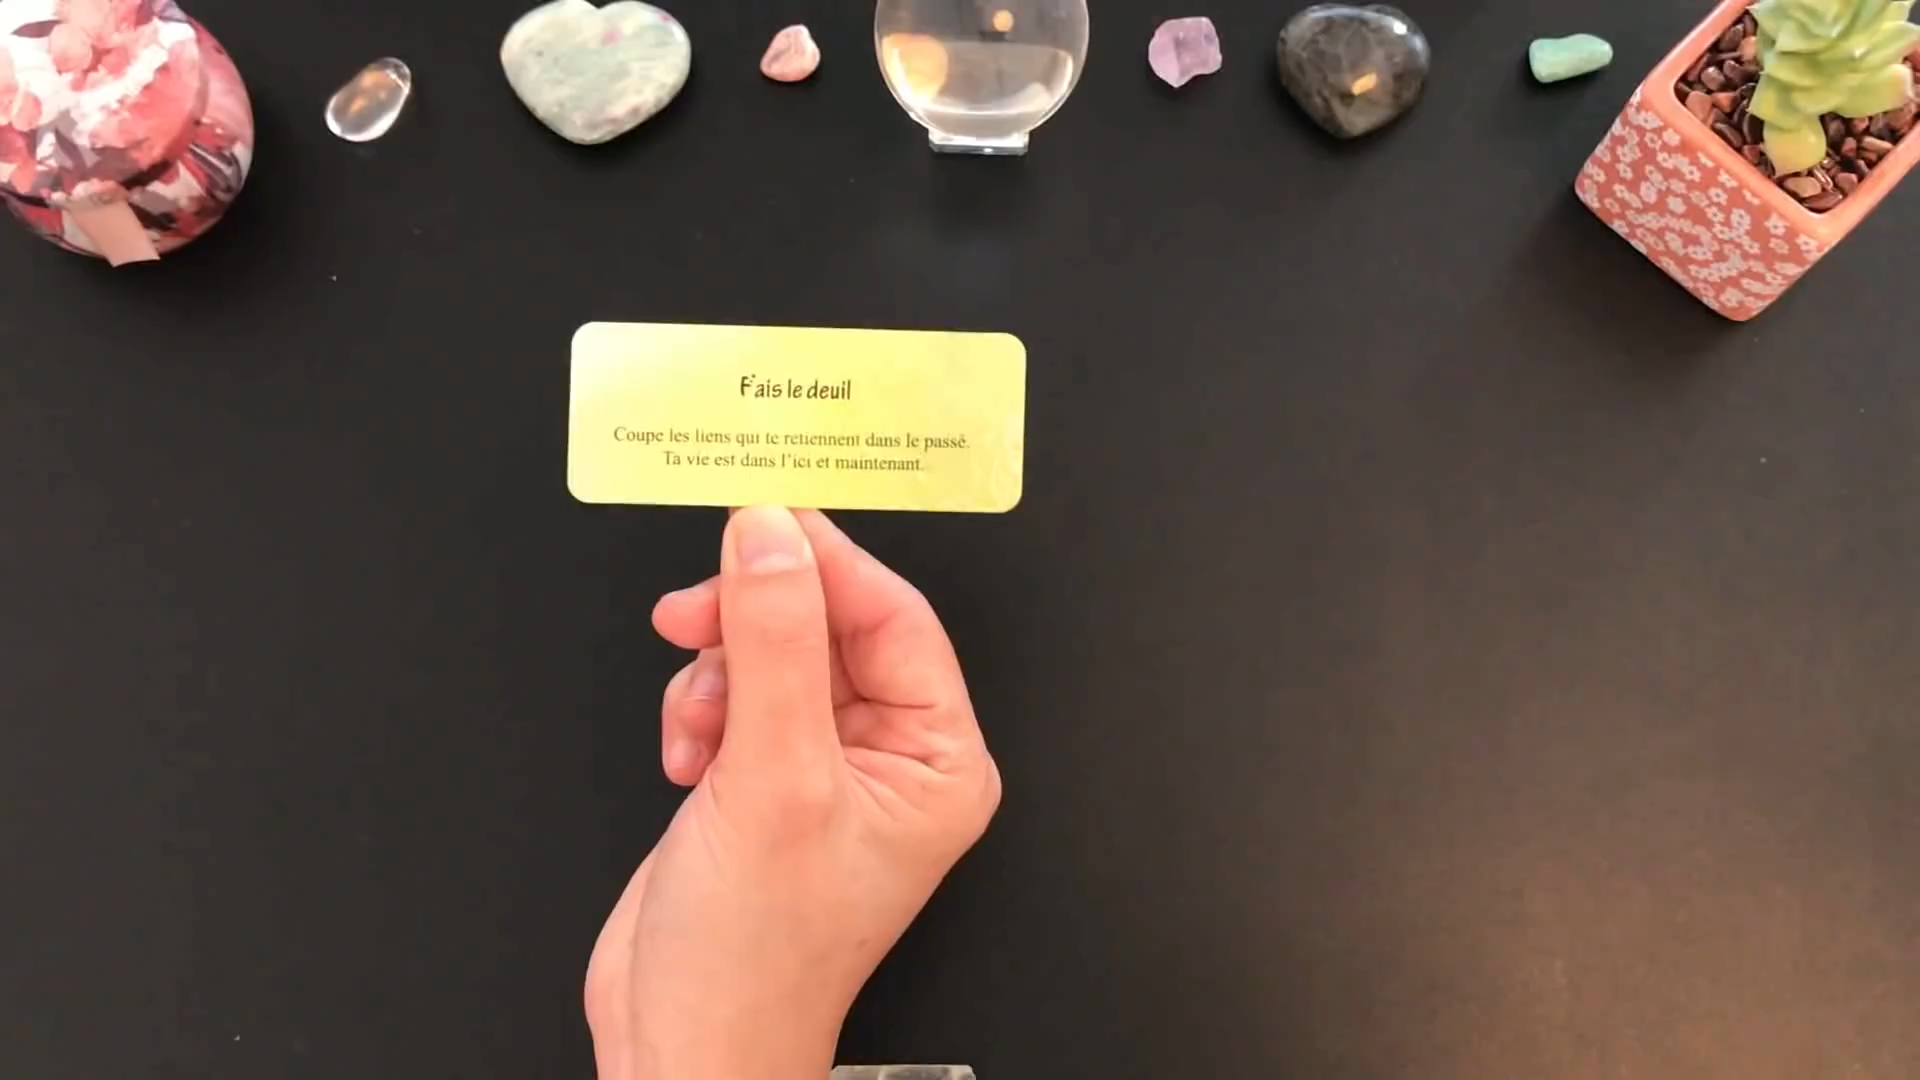 Fais le deuil
Coupe les liens qui te retiennent dans le passé.
Ta vie est dans l'ici et maintenant.